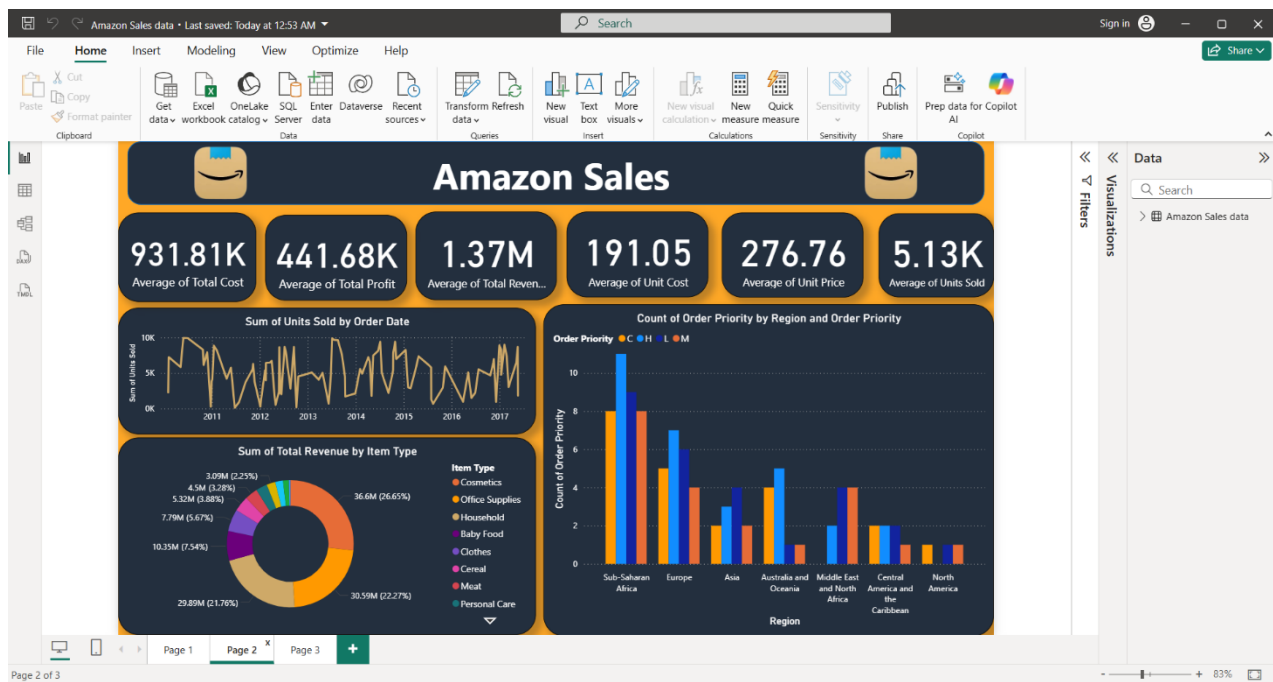 Amazon Sales data • Last saved: Today at 12:53 AM
Search
Sign in
File Home Insert Modeling View Optimize Help
Share
Paste
Cut
Copy
Format painter
Clipboard
Get data
Excel workbook
OneLake catalog
SQL Server
Enter data
Dataverse
Recent sources
Data
Transform data
Refresh
Queries
New visual
Text box
More visuals
Insert
New visual calculation
New measure
Quick measure
Calculations
Sensitivity
Sensitivity
Publish
Share
Prep data for AI
Copilot
Copilot
DAX
TMDL
Amazon Sales
931.81K
Average of Total Cost
441.68K
Average of Total Profit
1.37M
Average of Total Reven...
191.05
Average of Unit Cost
276.76
Average of Unit Price
5.13K
Average of Units Sold
Sum of Units Sold by Order Date
Sum of Units Sold
10K
5K
0K
2011 2012 2013 2014 2015 2016 2017
Sum of Total Revenue by Item Type
3.09M (2.25%)
4.5M (3.28%)
5.32M (3.88%)
7.79M (5.67%)
10.35M (7.54%)
29.89M (21.76%)
36.6M (26.65%)
30.59M (22.27%)
Item Type
Cosmetics
Office Supplies
Household
Baby Food
Clothes
Cereal
Meat
Personal Care
Count of Order Priority by Region and Order Priority
Order Priority C H L M
Count of Order Priority
10
8
6
4
2
0
Sub-Saharan Africa
Europe
Asia
Australia and Oceania
Middle East and North Africa
Central America and the Caribbean
North America
Region
Filters
Visualizations
Data
Search
Amazon Sales data
Page 1
Page 2 x
Page 3
+
Page 2 of 3
- + 83%